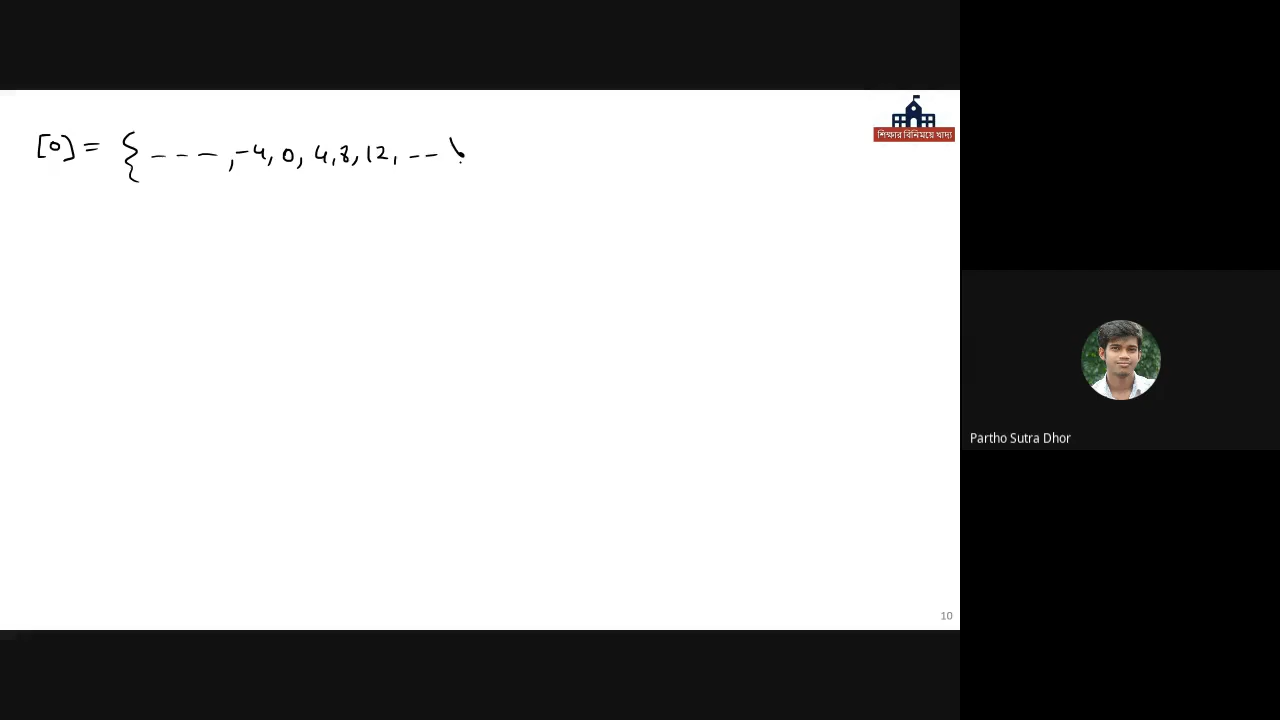 [0] = { - - - , -4, 0, 4, 8, 12, - -
শিক্ষার বিনিময়ে খাদ্য
Partho Sutra Dhor
10